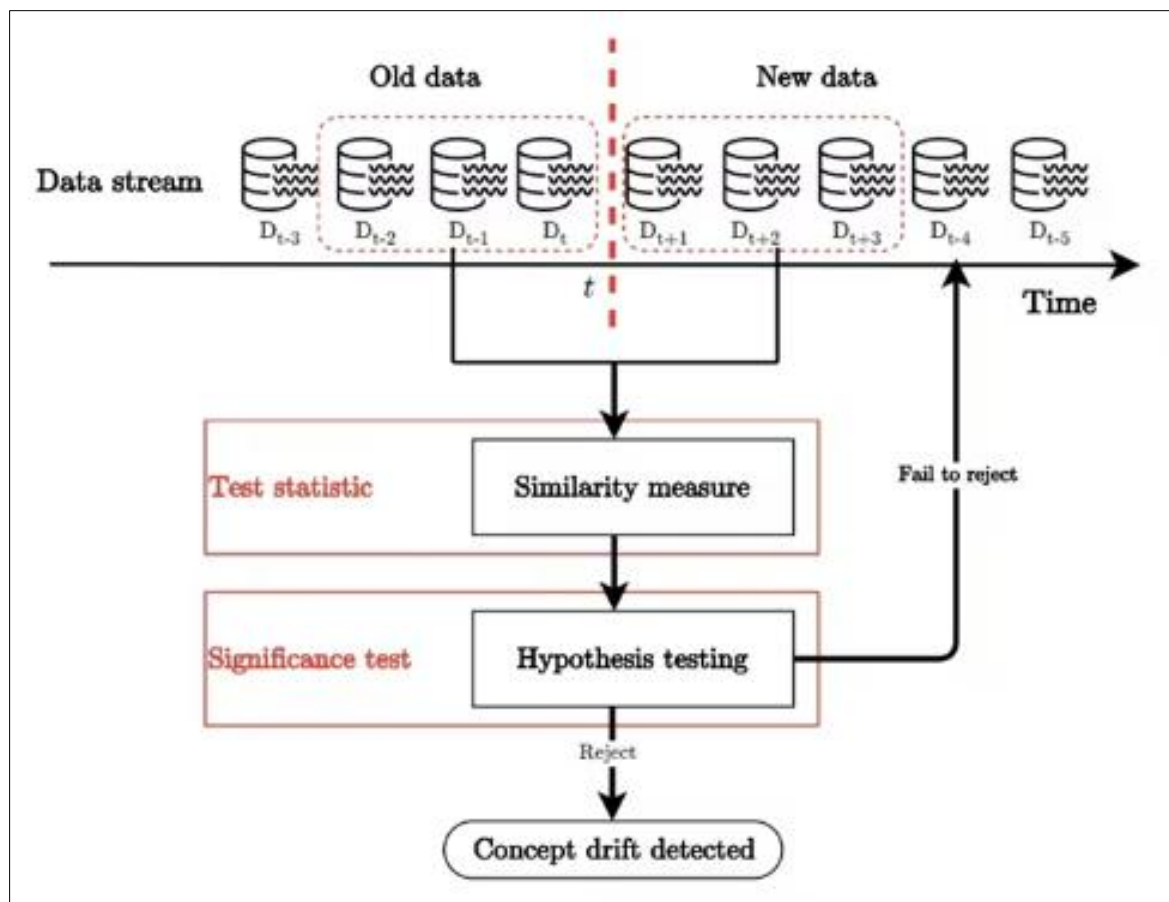 Old data
New data
Data stream
D_{t-3} D_{t-2} D_{t-1} D_t D_{t+1} D_{t+2} D_{t+3} D_{t-4} D_{t-5}
t
Time
Test statistic
Similarity measure
Fail to reject
Significance test
Hypothesis testing
Reject
Concept drift detected